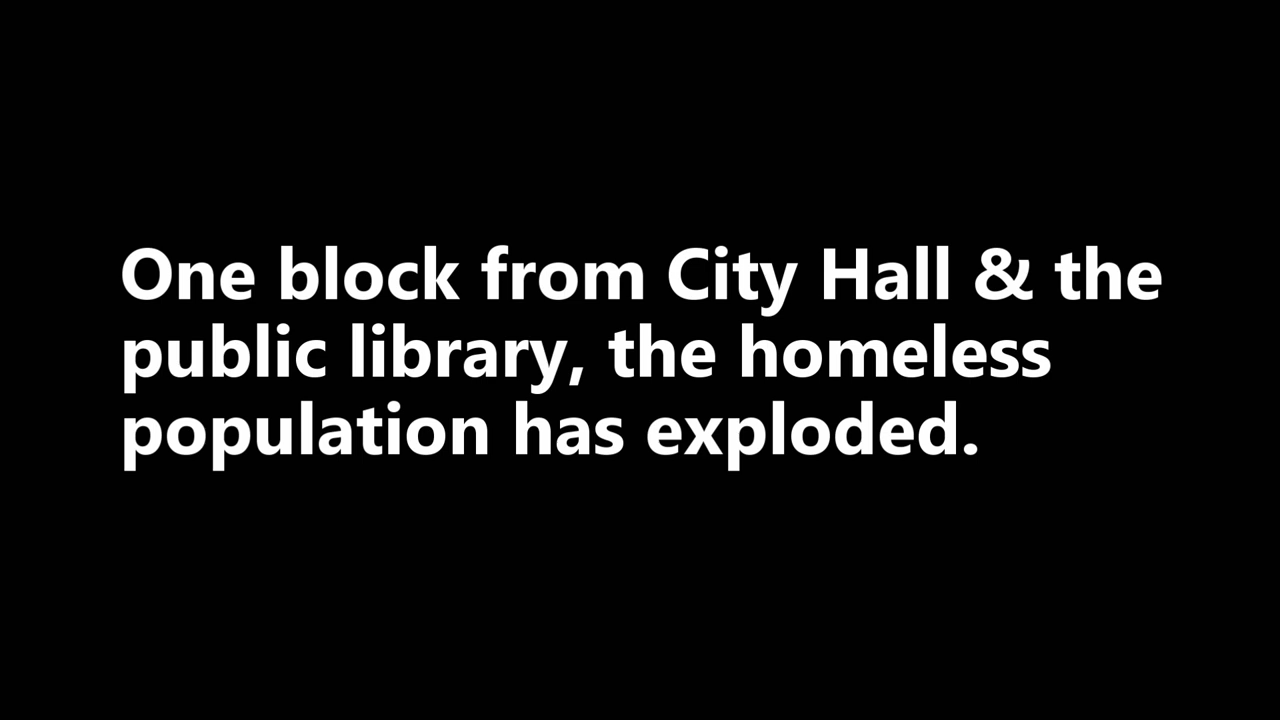 One block from City Hall & the
public library, the homeless
population has exploded.